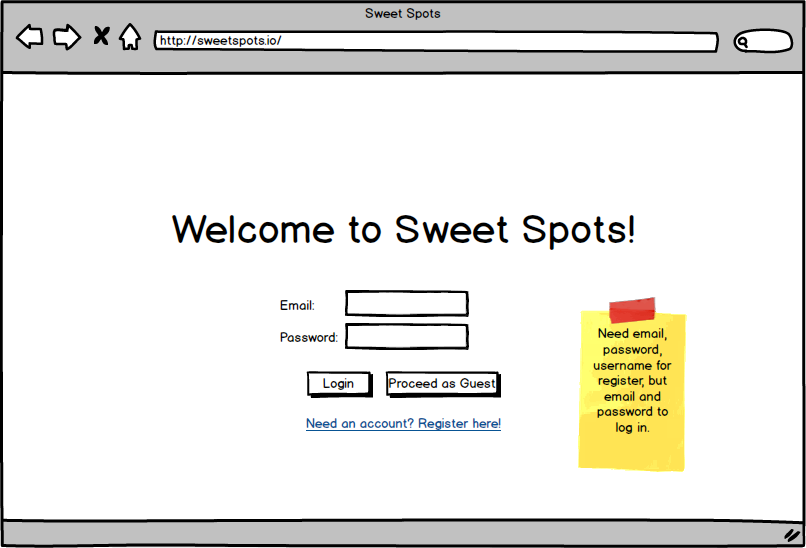 Sweet Spots
http://sweetspots.io/
Welcome to Sweet Spots!
Email:
Password:
Login
Proceed as Guest
Need an account? Register here!
Need email,
password,
username for
register, but
email and
password to
log in.